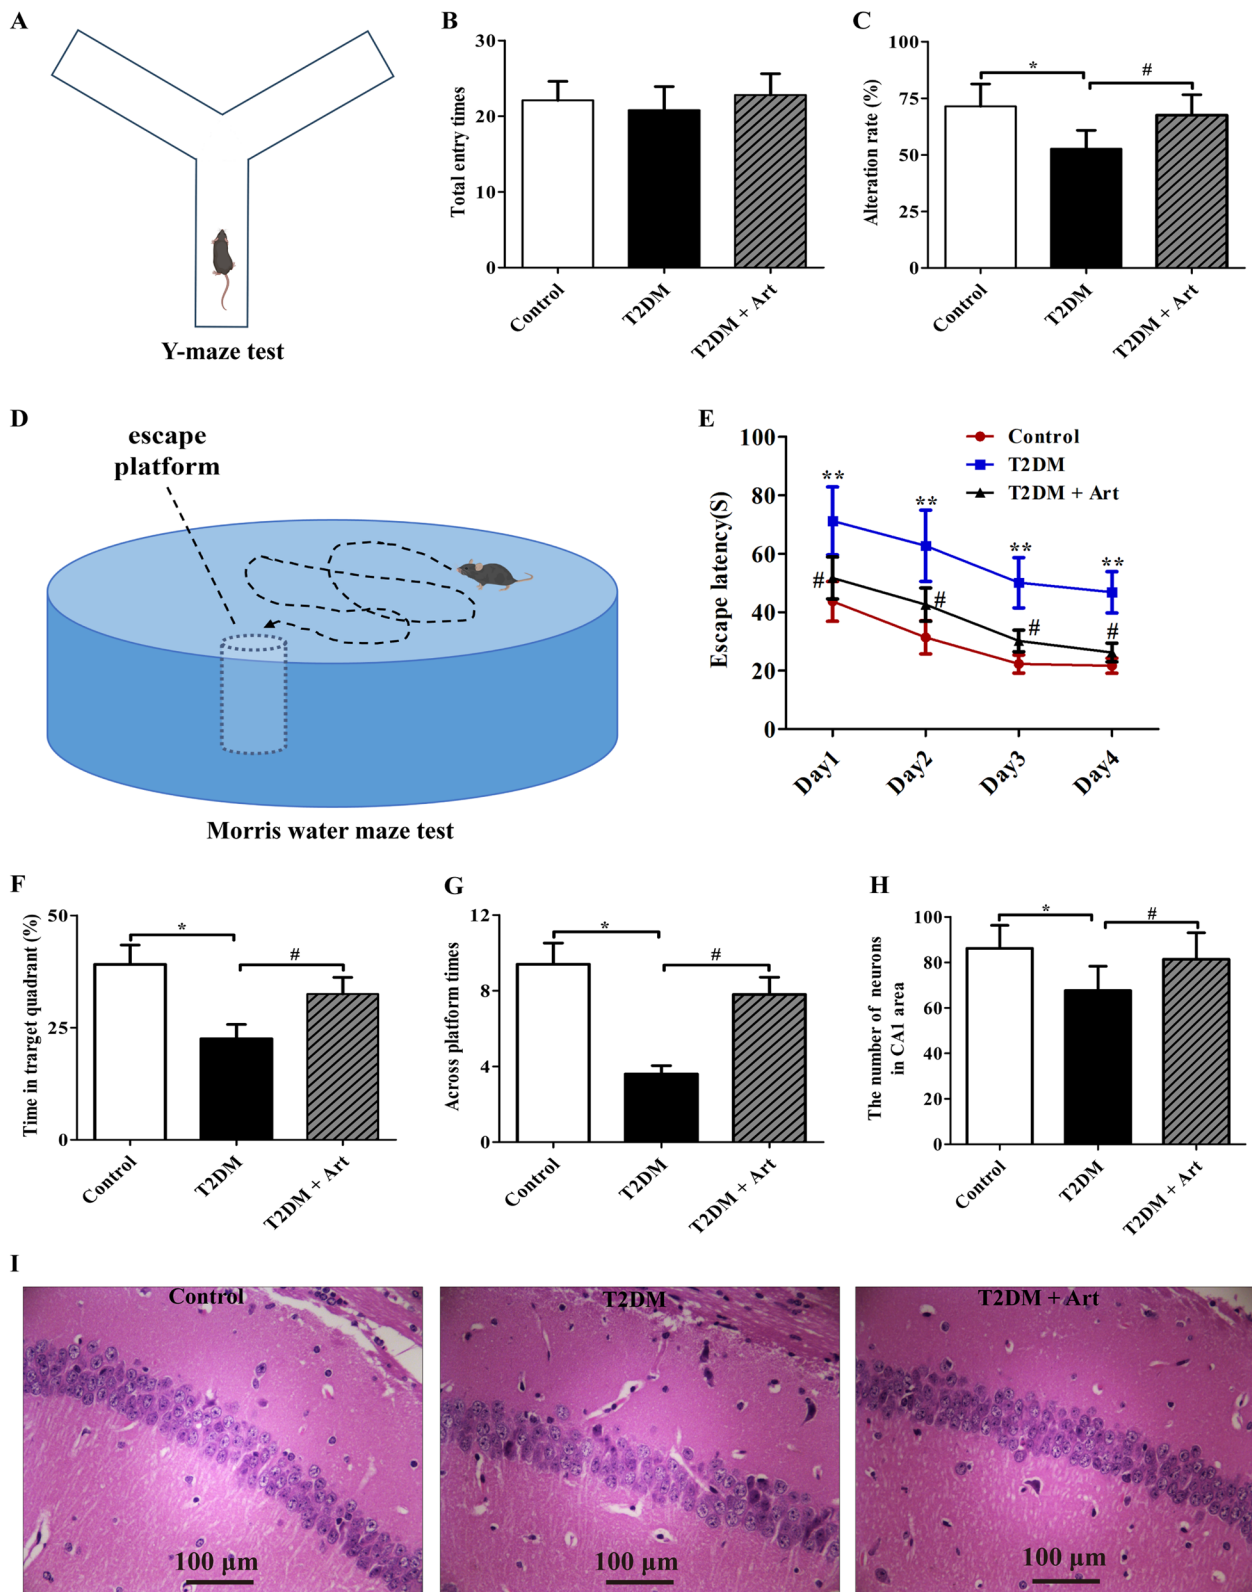 A
Y-maze test
B
Total entry times
30
20
10
0
Control
T2DM
T2DM + Art
C
Alteration rate (%)
100
75
50
25
0
*
#
Control
T2DM
T2DM + Art
D
escape
platform
Morris water maze test
E
Escape latency(S)
100
80
60
40
20
0
Control
T2DM
T2DM + Art
**
**
**
**
#
#
#
#
Day1
Day2
Day3
Day4
F
Time in trarget quadrant (%)
50
25
0
*
#
Control
T2DM
T2DM + Art
G
Across platform times
12
8
4
0
*
#
Control
T2DM
T2DM + Art
H
The number of neurons
in CA1 area
100
80
60
40
20
0
*
#
Control
T2DM
T2DM + Art
I
Control
100 μm
T2DM
100 μm
T2DM + Art
100 μm